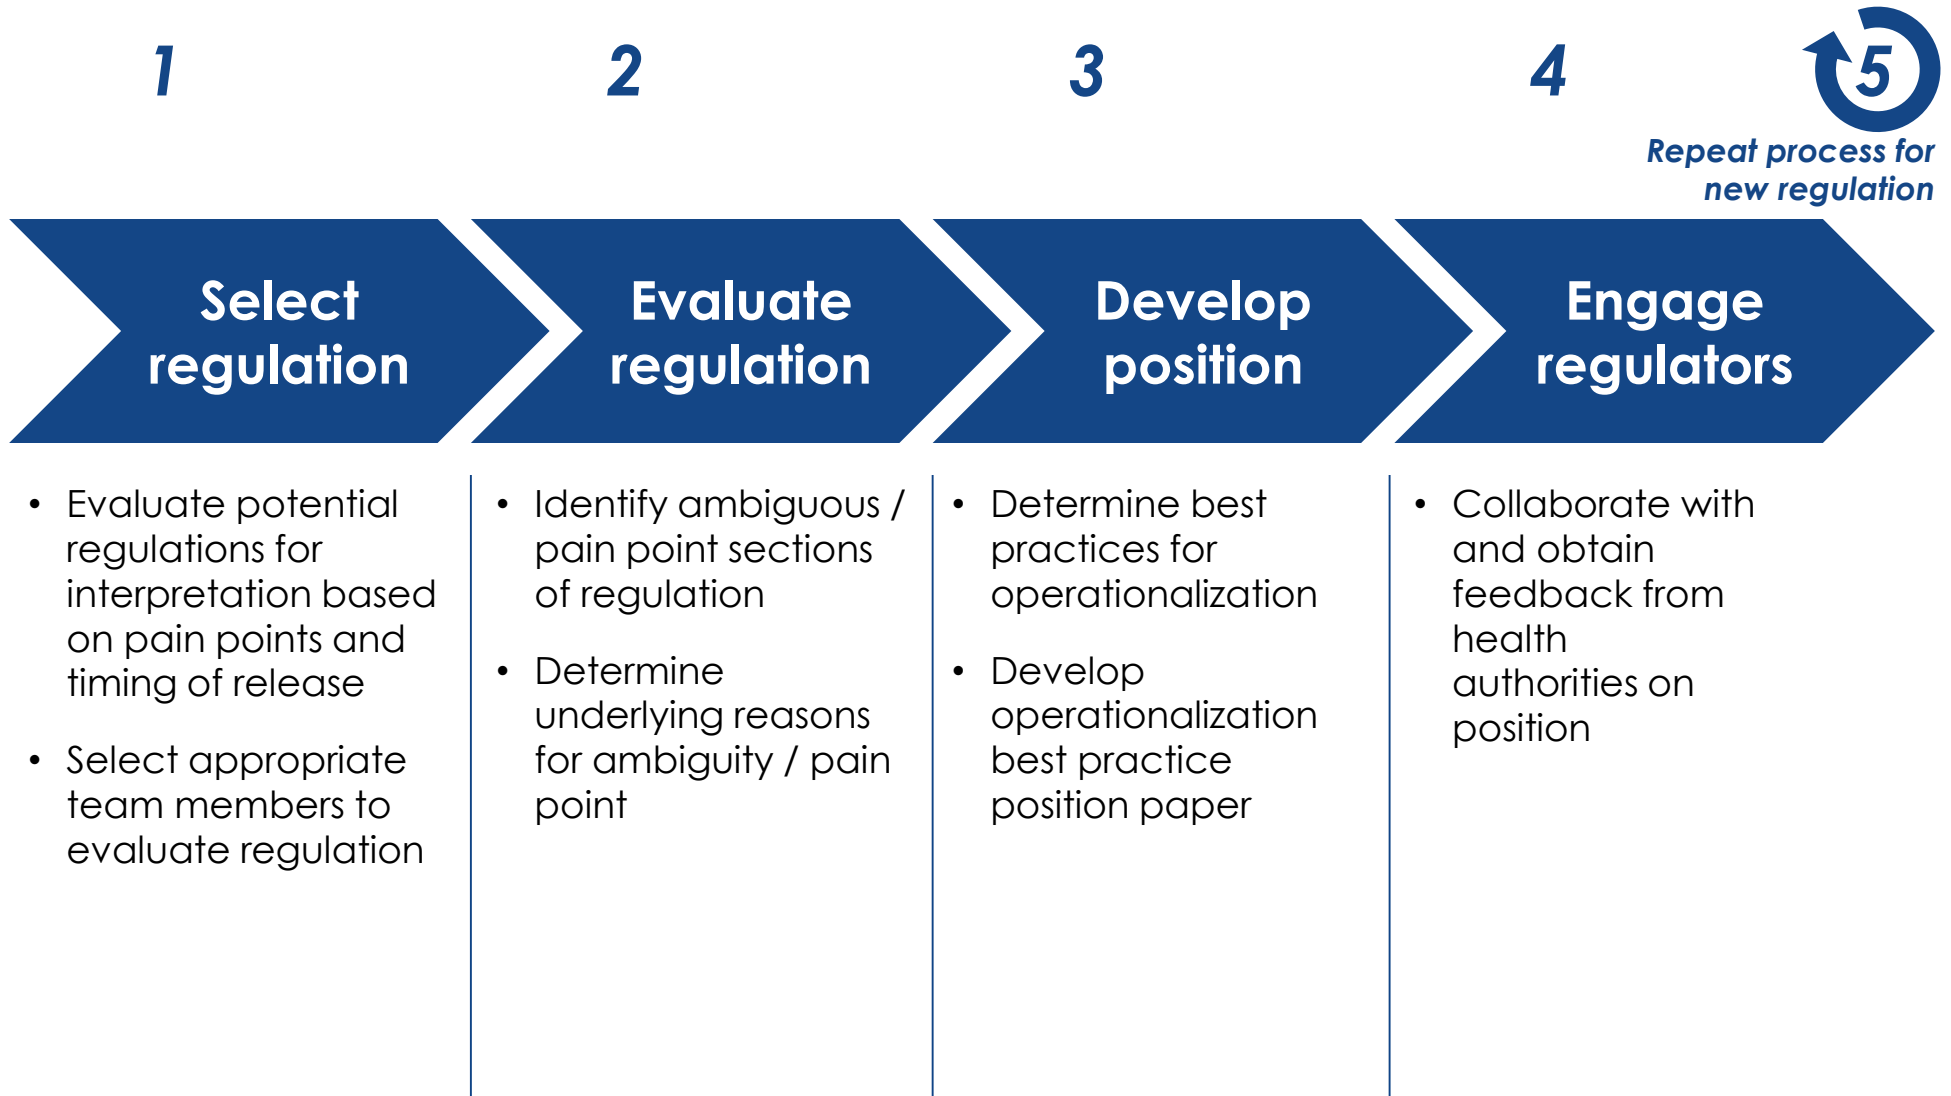 1
2
3
4
5
Repeat process for
new regulation
Select
regulation
Evaluate
regulation
Develop
position
Engage
regulators
• Evaluate potential
regulations for
interpretation based
on pain points and
timing of release
• Select appropriate
team members to
evaluate regulation
• Identify ambiguous /
pain point sections
of regulation
• Determine
underlying reasons
for ambiguity / pain
point
• Determine best
practices for
operationalization
• Develop
operationalization
best practice
position paper
• Collaborate with
and obtain
feedback from
health
authorities on
position